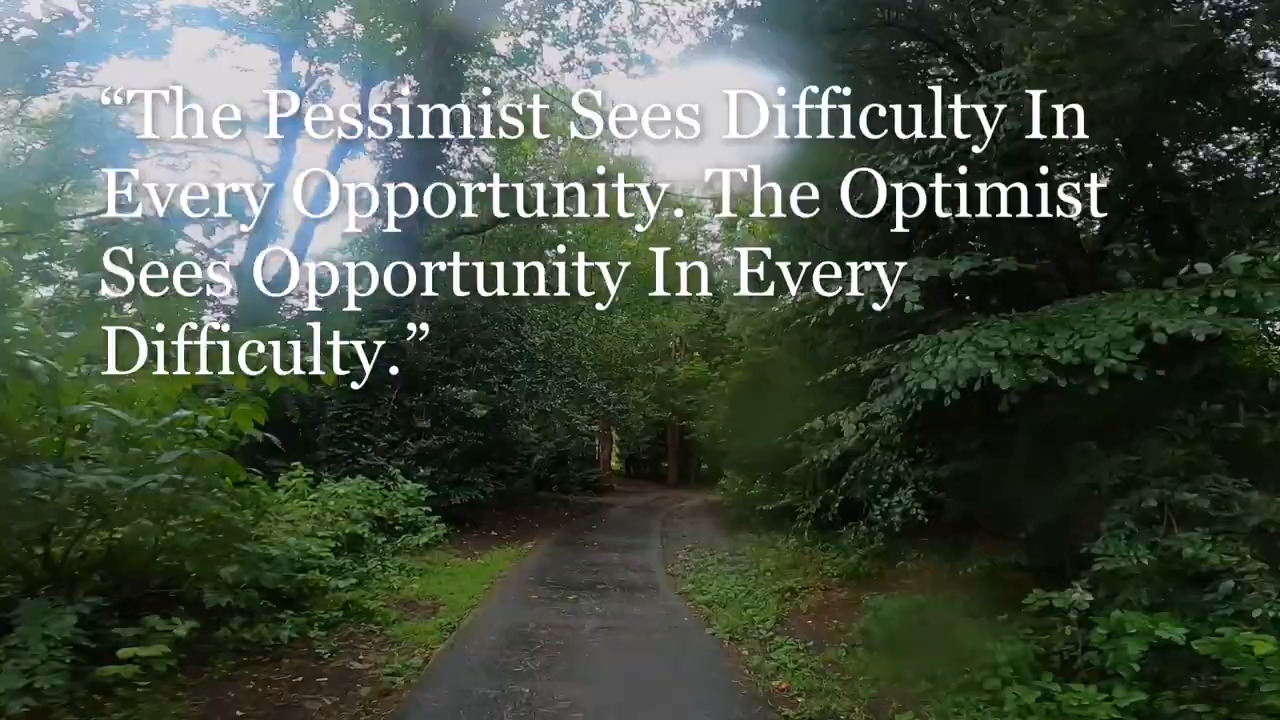 “The Pessimist Sees Difficulty In
Every Opportunity. The Optimist
Sees Opportunity In Every
Difficulty.”